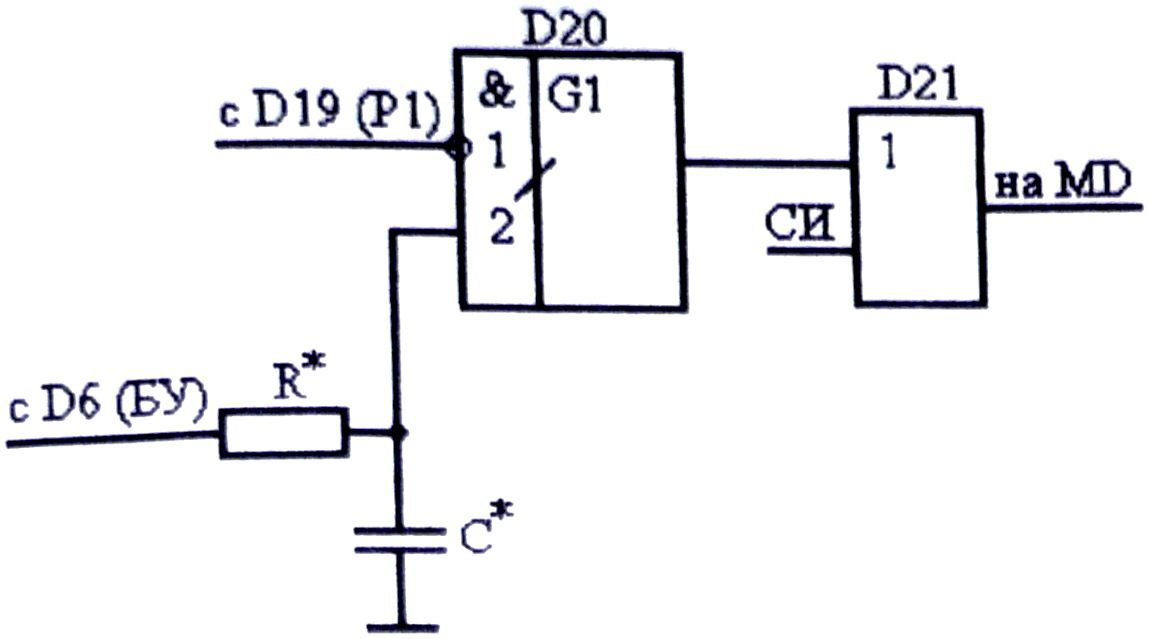 D20
с D19 (P1)
&
G1
1
2
D21
1
СИ
на MD
R*
с D6 (БУ)
C*